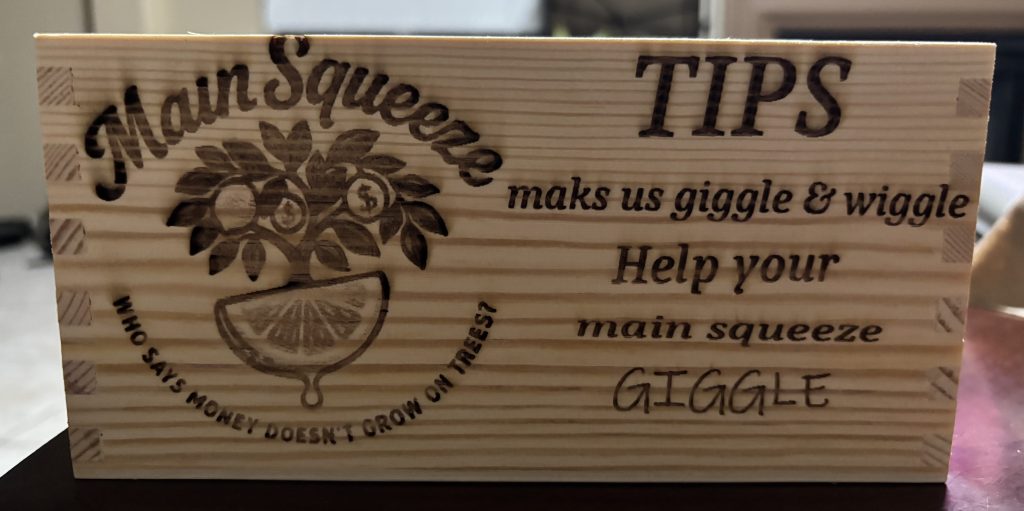 Main Squeeze
$
$
WHO SAYS MONEY DOESN'T GROW ON TREES?
TIPS
maks us giggle & wiggle
Help your
main squeeze
GIGGLE